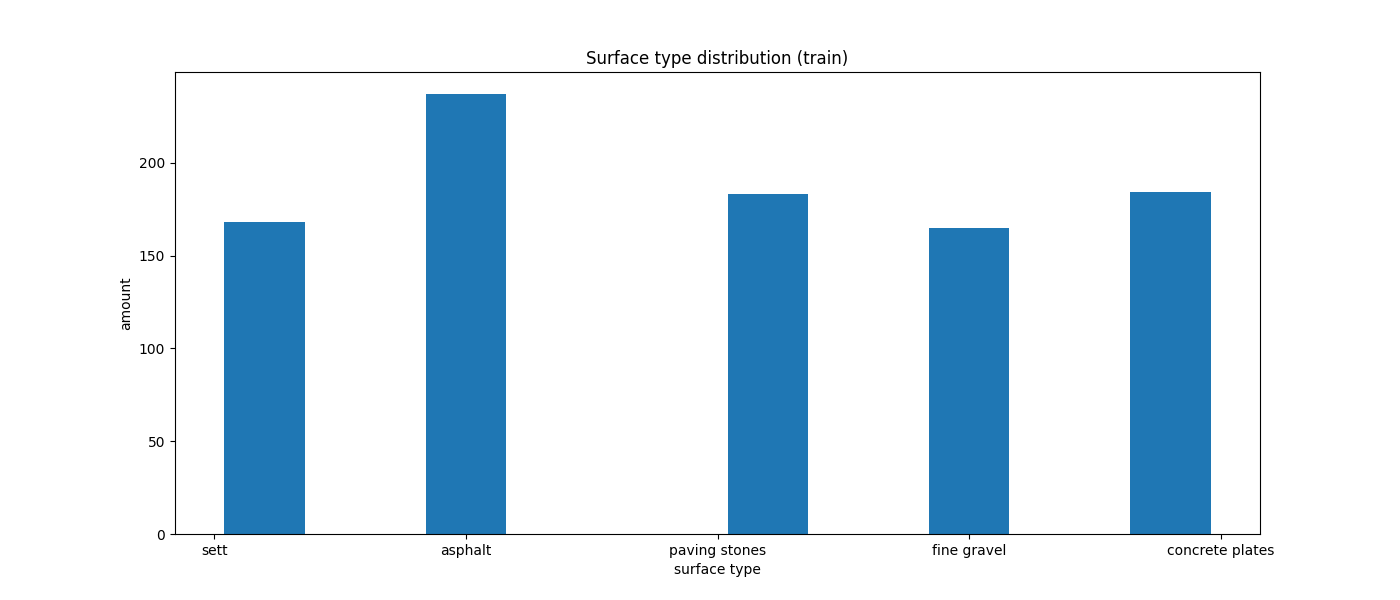 Surface type distribution (train)
200
150
100
50
0
amount
sett
asphalt
paving stones
fine gravel
concrete plates
surface type